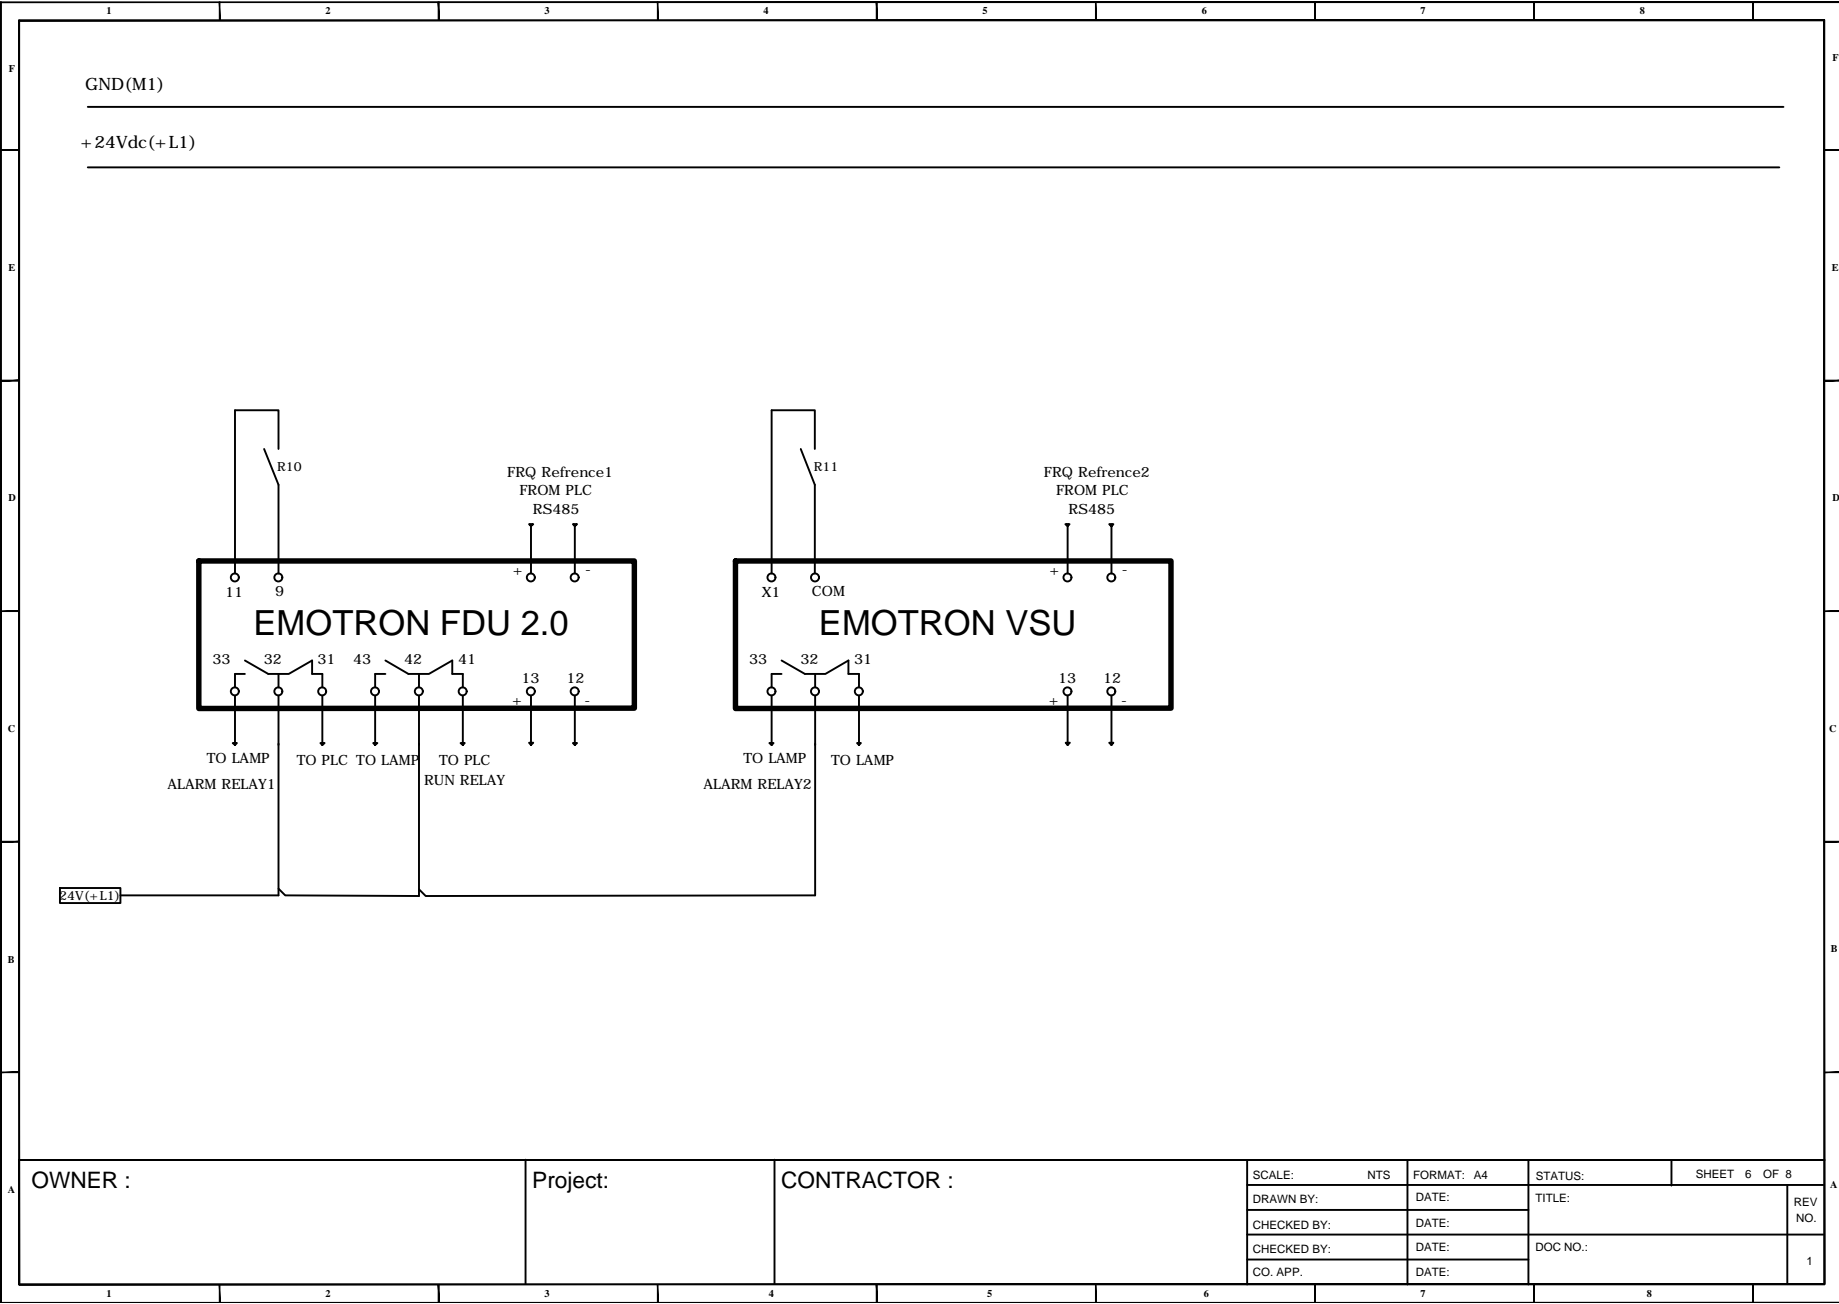 1 2 3 4 5 6 7 8
F F
GND(M1)
+24Vdc(+L1)
E E
R10
R11
FRQ Refrence1
FROM PLC
RS485
FRQ Refrence2
FROM PLC
RS485
D D
+ -
11 9
EMOTRON FDU 2.0
33 32 31 43 42 41 13 12
+ -
+ -
X1 COM
EMOTRON VSU
33 32 31 13 12
+ -
C C
TO LAMP TO PLC TO LAMP TO PLC
ALARM RELAY1 RUN RELAY
TO LAMP TO LAMP
ALARM RELAY2
24V(+L1)
B B
A A
OWNER :
Project:
CONTRACTOR :
SCALE: NTS FORMAT: A4 STATUS: SHEET 6 OF 8
DRAWN BY: DATE: TITLE: REV
NO.
CHECKED BY: DATE:
CHECKED BY: DATE: DOC NO.: 1
CO. APP. DATE:
1 2 3 4 5 6 7 8